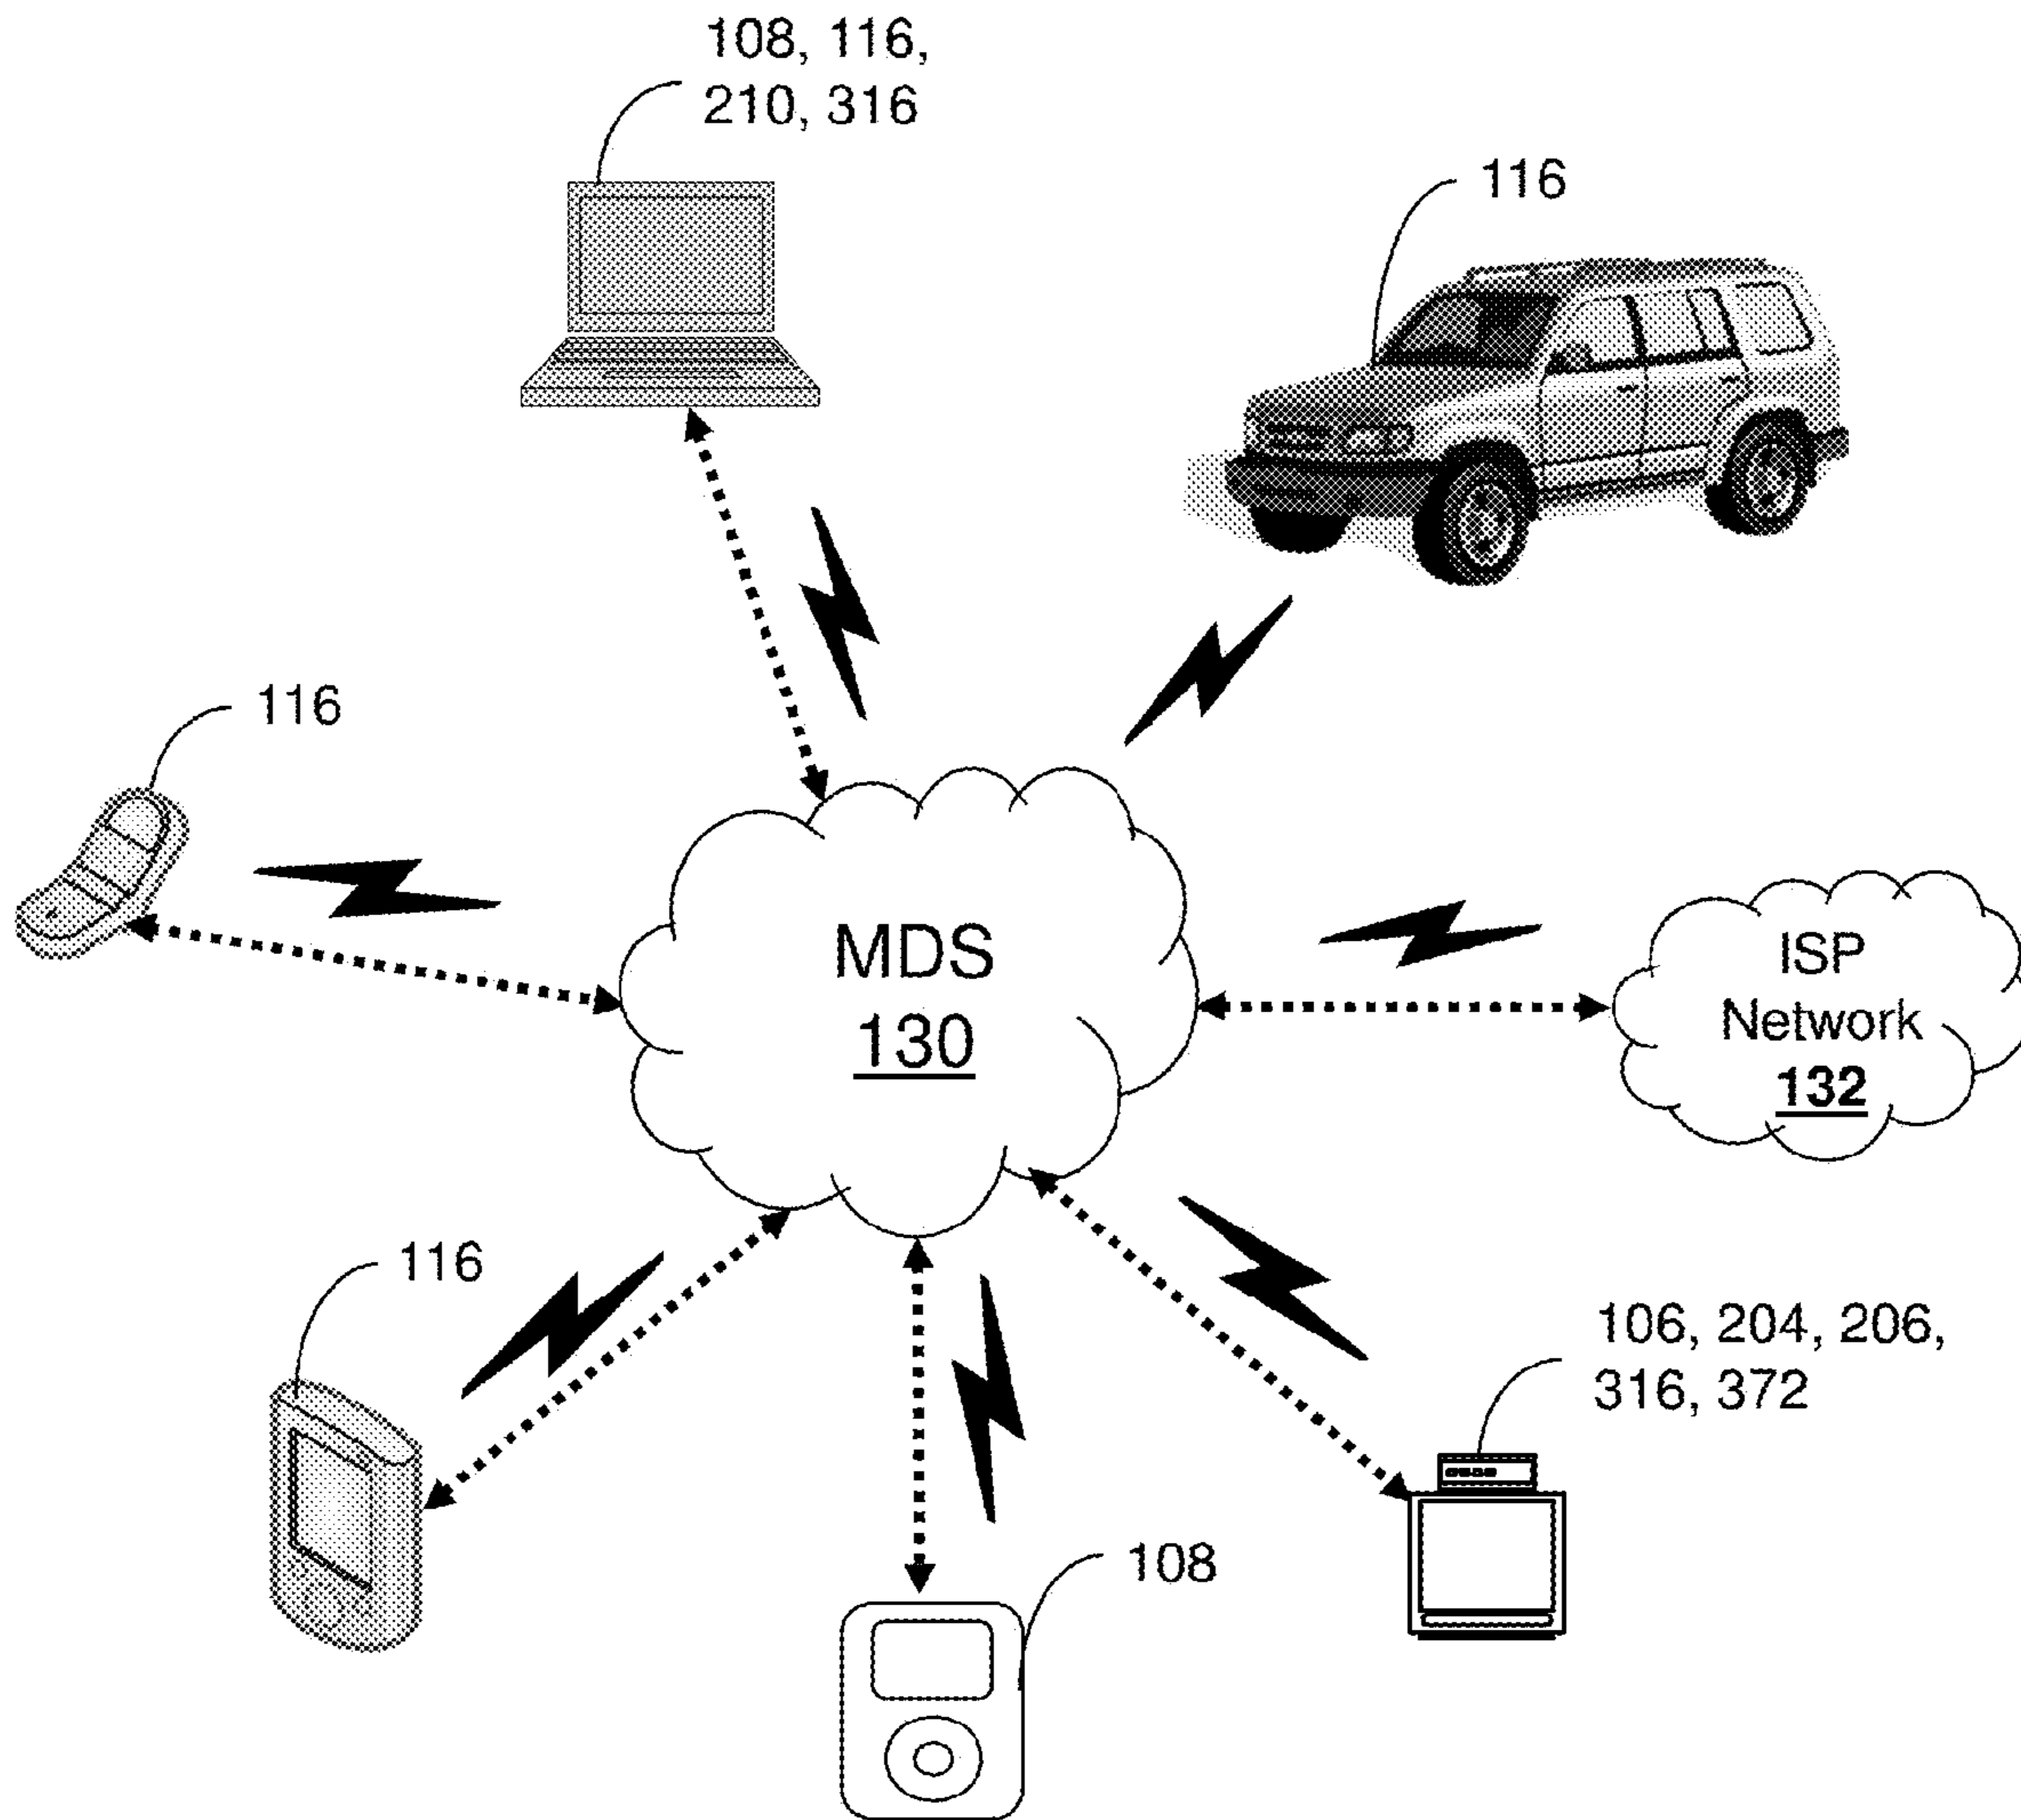 108, 116,
210, 316
116
116
MDS
130
ISP
Network
132
116
106, 204, 206,
316, 372
108